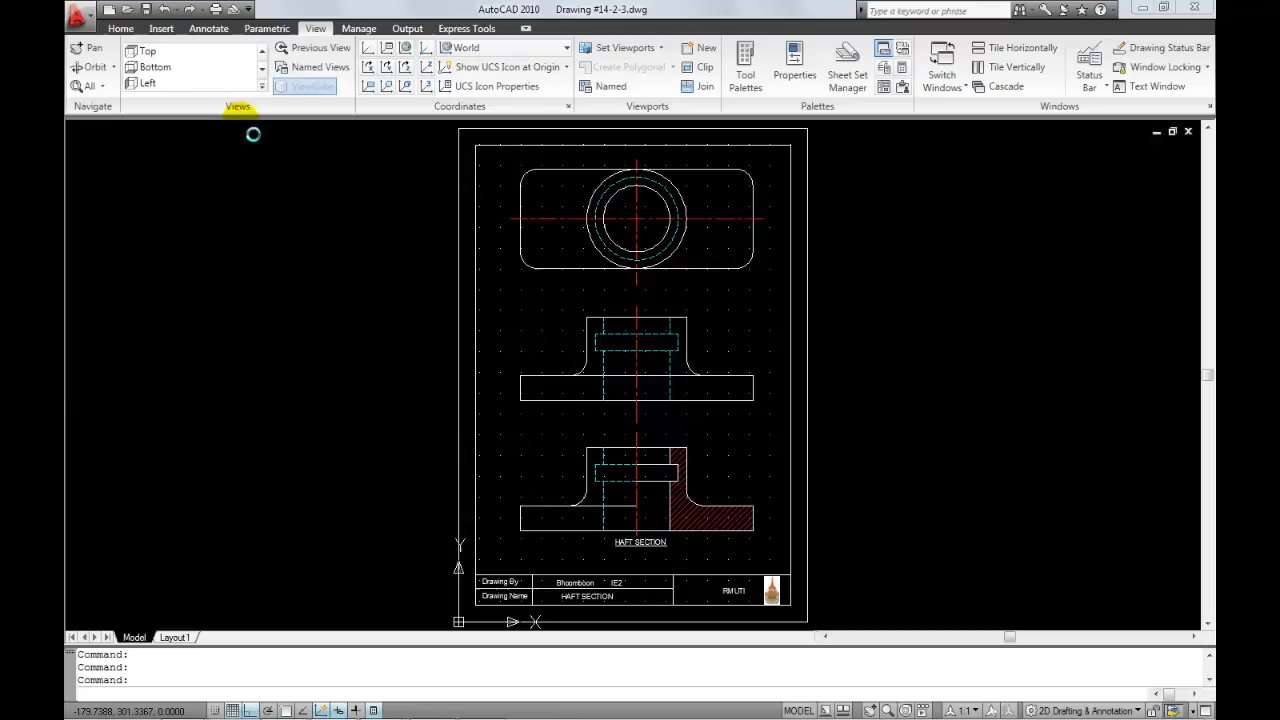 AutoCAD 2010 Drawing #14-2-3.dwg
Type a keyword or phrase
Home Insert Annotate Parametric View Manage Output Express Tools
Pan
Orbit
All
Top
Bottom
Left
Previous View
Named Views
ViewCube
World
Show UCS Icon at Origin
UCS Icon Properties
Set Viewports
Create Polygonal
Named
New
Clip
Join
Tool Palettes
Properties
Sheet Set Manager
Switch Windows
Tile Horizontally
Tile Vertically
Cascade
Status Bar
Drawing Status Bar
Window Locking
Text Window
Navigate Views Coordinates Viewports Palettes Windows
HAFT SECTION
Drawing By Bhoomboon IE2
Drawing Name HAFT SECTION
RMUTI
Y
X
Model Layout1
Command:
Command:
Command:
-179.7388, 301.3367, 0.0000
MODEL
1:1
2D Drafting & Annotation